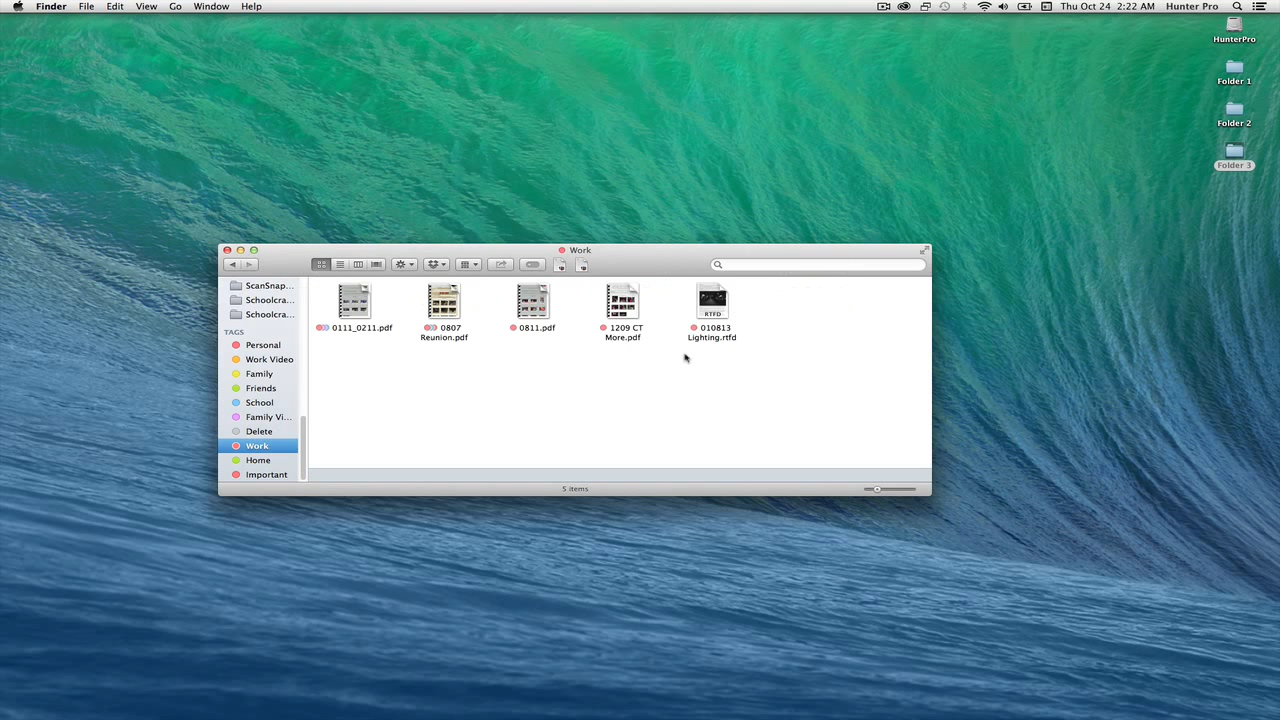 Finder File Edit View Go Window Help Thu Oct 24 2:22 AM Hunter Pro
HunterPro
Folder 1
Folder 2
Folder 3
Work
ScanSnap...
Schoolcra...
Schoolcra...
TAGS
Personal
Work Video
Family
Friends
School
Family Vi...
Delete
Work
Home
Important
0111_0211.pdf
0807
Reunion.pdf
0811.pdf
1209 CT
More.pdf
RTFD
010813
Lighting.rtfd
5 items